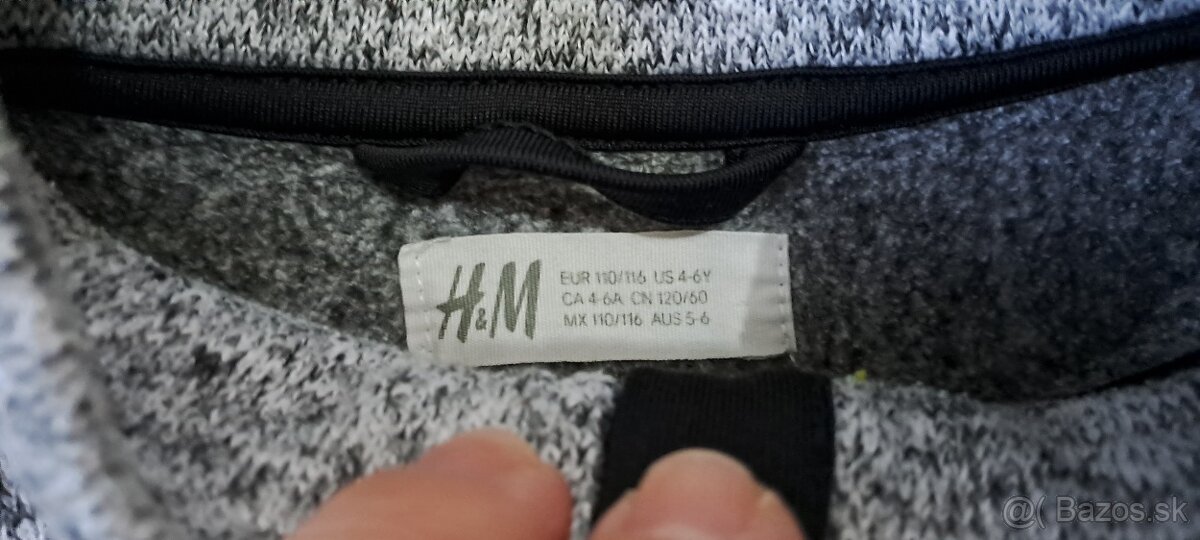 H&M
EUR 110/116 US 4-6Y
CA 4-6A CN 120/60
MX 110/116 AUS 5-6
@( Bazos.sk